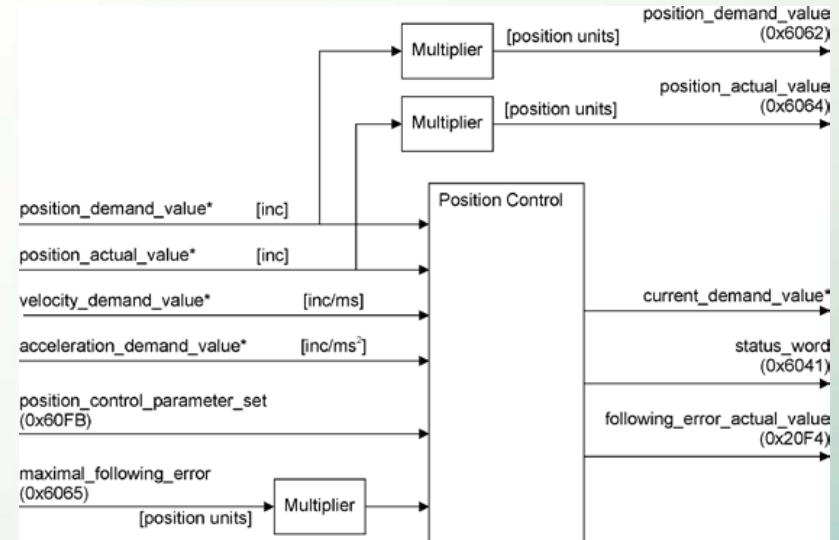 position_demand_value
(0x6062)
Multiplier
[position units]
position_actual_value
(0x6064)
Multiplier
[position units]
Position Control
position_demand_value* [inc]
position_actual_value* [inc]
velocity_demand_value* [inc/ms]
acceleration_demand_value* [inc/ms²]
position_control_parameter_set
(0x60FB)
maximal_following_error
(0x6065)
[position units]
Multiplier
current_demand_value*
status_word
(0x6041)
following_error_actual_value
(0x20F4)